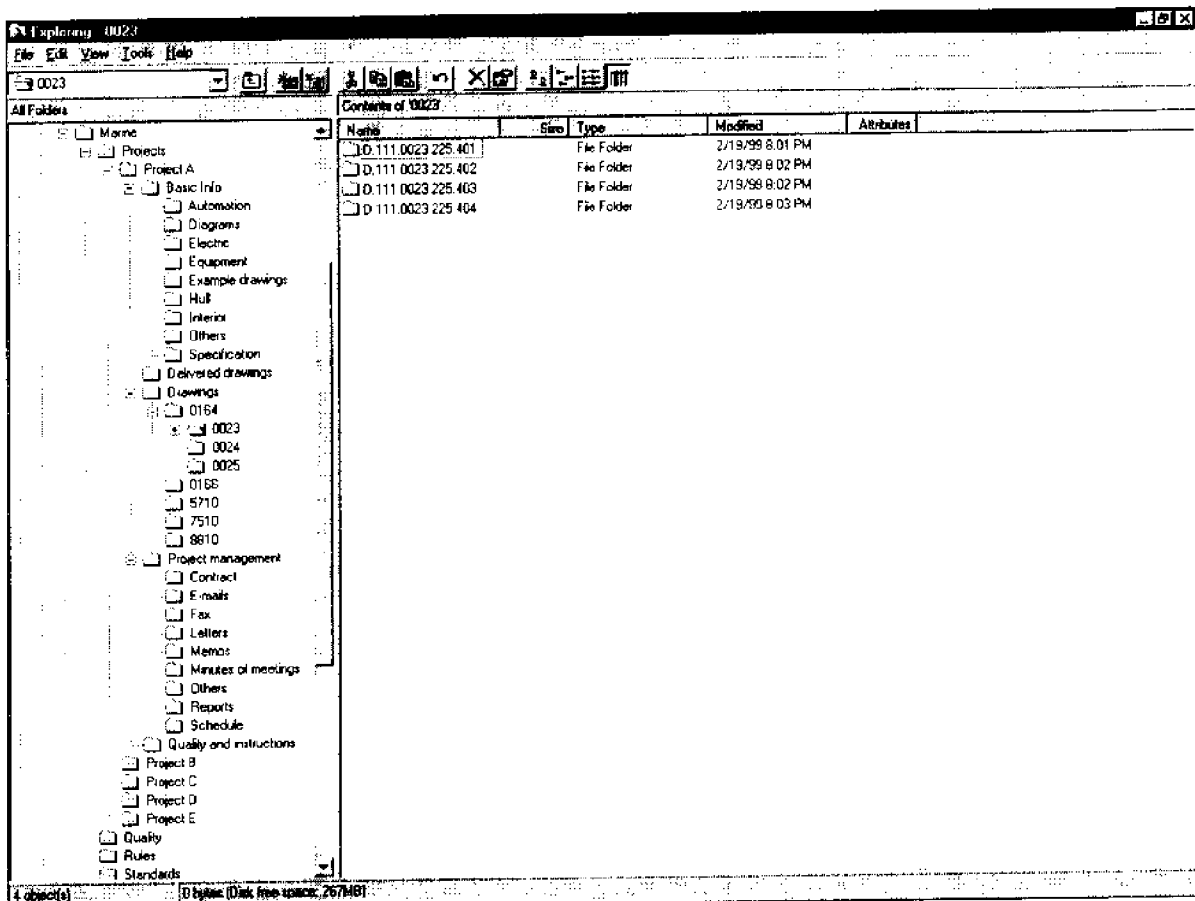 Exploring - 0023
File Edit View Tools Help
0023
All Folders
Contents of '0023'
Name Size Type Modified Attributes
D.111.0023.225.401 File Folder 2/19/99 8:01 PM
D.111.0023.225.402 File Folder 2/19/99 8:02 PM
D.111.0023.225.403 File Folder 2/19/99 8:02 PM
D.111.0023.225.404 File Folder 2/19/99 8:03 PM
Marine
Projects
Project A
Basic Info
Automation
Diagrams
Electric
Equipment
Example drawings
Hull
Interior
Others
Specification
Delivered drawings
Drawings
0164
0023
0024
0025
5710
7510
8810
Project management
Contract
E-mails
Fax
Letters
Memos
Minutes of meetings
Others
Reports
Schedule
Quality and instructions
Project B
Project C
Project D
Project E
Quality
Rules
Standards
4 object(s)
0 bytes (Disk free space: 267MB)